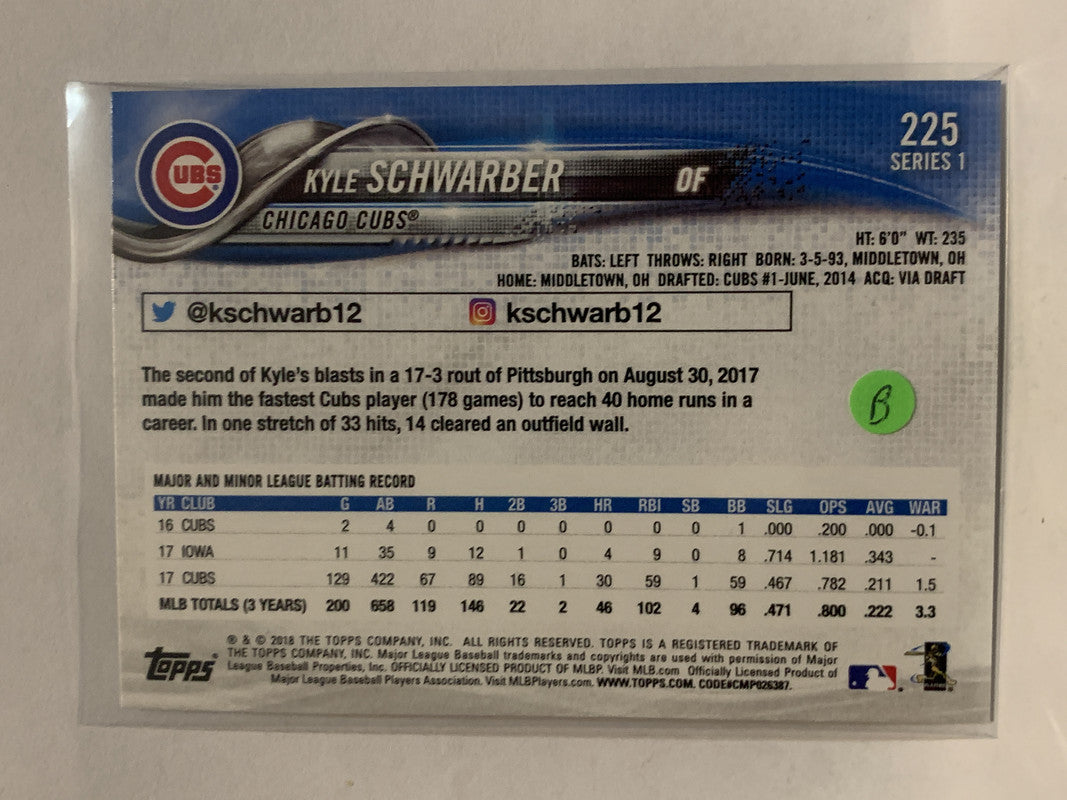 225
SERIES 1
CUBS
KYLE SCHWARBER OF
CHICAGO CUBS®
HT: 6'0" WT: 235
BATS: LEFT THROWS: RIGHT BORN: 3-5-93, MIDDLETOWN, OH
HOME: MIDDLETOWN, OH DRAFTED: CUBS #1-JUNE, 2014 ACQ: VIA DRAFT
@kschwarb12 kschwarb12
The second of Kyle's blasts in a 17-3 rout of Pittsburgh on August 30, 2017
made him the fastest Cubs player (178 games) to reach 40 home runs in a
career. In one stretch of 33 hits, 14 cleared an outfield wall.
B
MAJOR AND MINOR LEAGUE BATTING RECORD
YR CLUB G AB R H 2B 3B HR RBI SB BB SLG OPS AVG WAR
16 CUBS 2 4 0 0 0 0 0 0 0 1 .000 .200 .000 -0.1
17 IOWA 11 35 9 12 1 0 4 9 0 8 .714 1.181 .343 -
17 CUBS 129 422 67 89 16 1 30 59 1 59 .467 .782 .211 1.5
MLB TOTALS (3 YEARS) 200 658 119 146 22 2 46 102 4 96 .471 .800 .222 3.3
® & © 2018 THE TOPPS COMPANY, INC. ALL RIGHTS RESERVED. TOPPS IS A REGISTERED TRADEMARK OF
THE TOPPS COMPANY, INC. Major League Baseball trademarks and copyrights are used with permission of Major
League Baseball Properties, Inc. OFFICIALLY LICENSED PRODUCT OF MLBP. Visit MLB.com Officially Licensed Product of
Major League Baseball Players Association. Visit MLBPlayers.com. WWW.TOPPS.COM. CODE#CMP026387.
Topps®